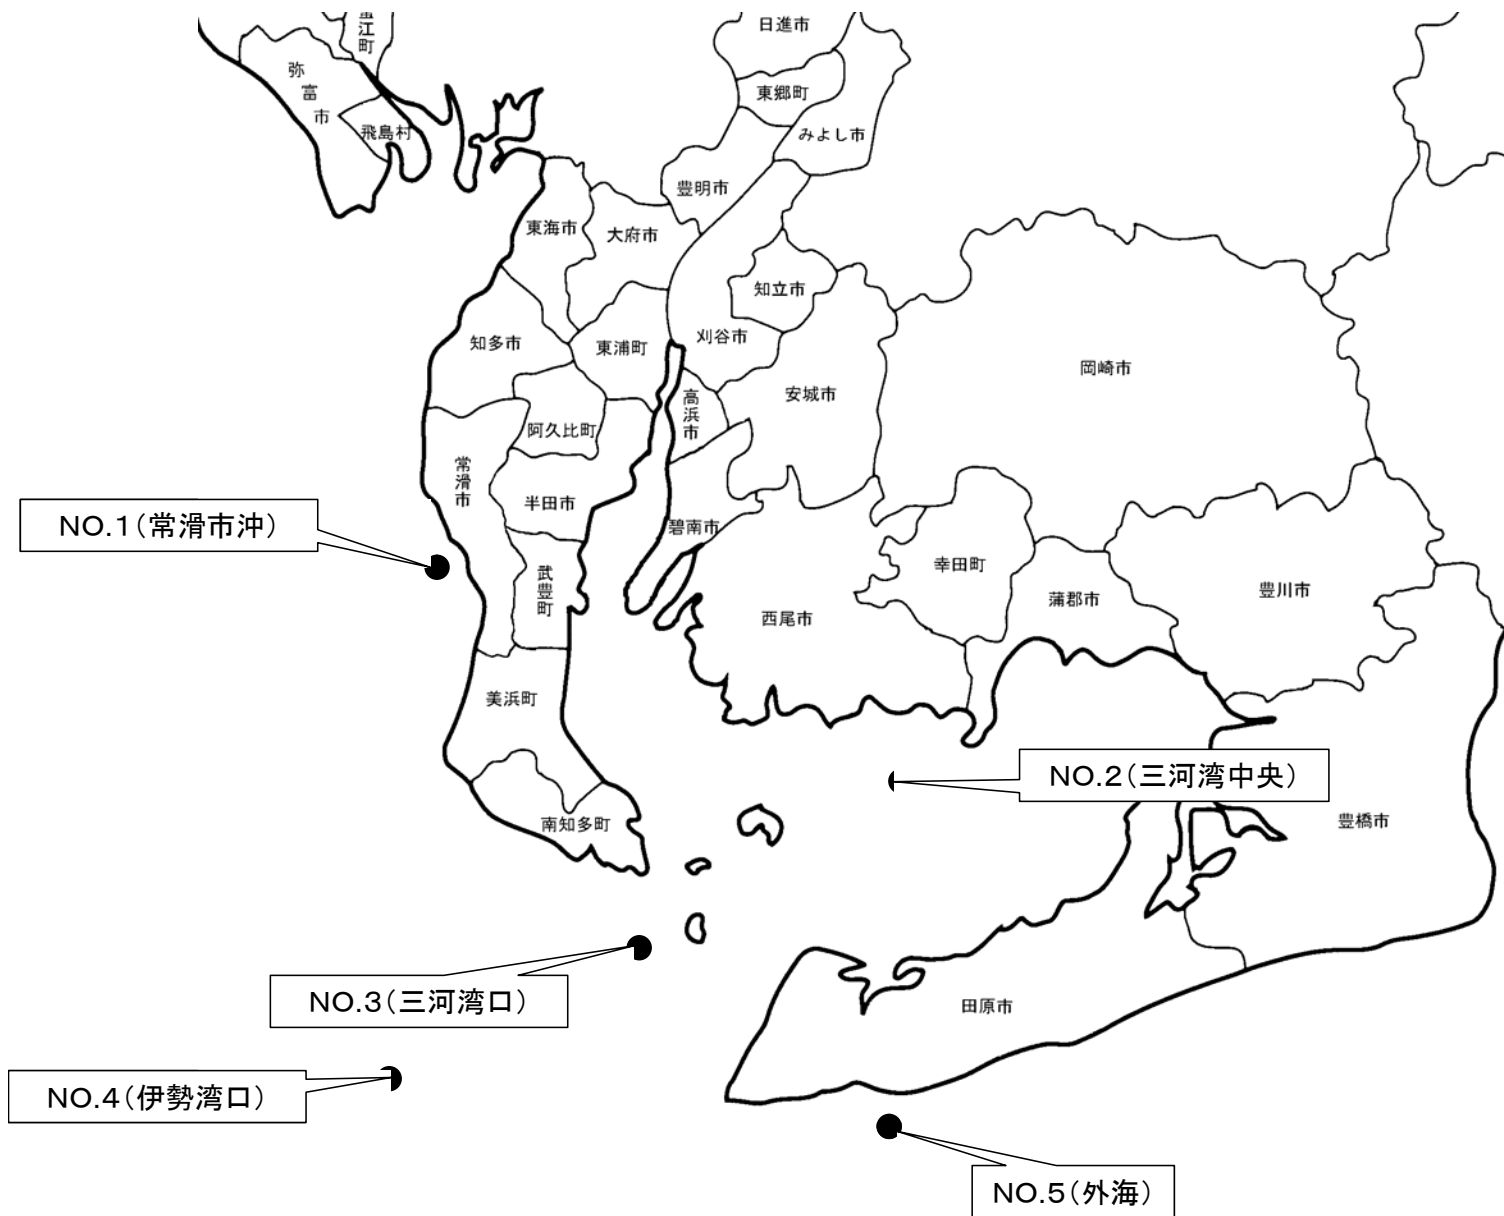 蟹江町
弥富市
飛島村
日進市
東郷町
みよし市
豊明市
東海市
大府市
知立市
知多市
東浦町
刈谷市
岡崎市
安城市
高浜市
阿久比町
常滑市
半田市
碧南市
NO.1（常滑市沖）
武豊町
幸田町
蒲郡市
豊川市
西尾市
美浜町
NO.2（三河湾中央）
南知多町
豊橋市
NO.3（三河湾口）
田原市
NO.4（伊勢湾口）
NO.5（外海）